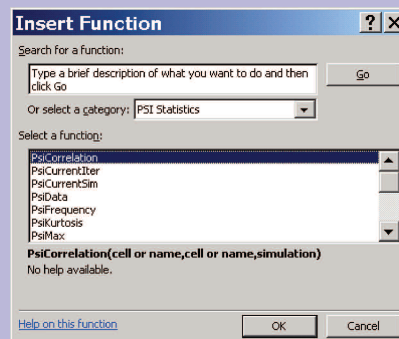 Insert Function
Search for a function:
Type a brief description of what you want to do and then
click Go
Go
Or select a category: PSI Statistics
Select a function:
PsiCorrelation
PsiCurrentIter
PsiCurrentSim
PsiData
PsiFrequency
PsiKurtosis
PsiMax
PsiCorrelation(cell or name,cell or name,simulation)
No help available.
Help on this function
OK
Cancel